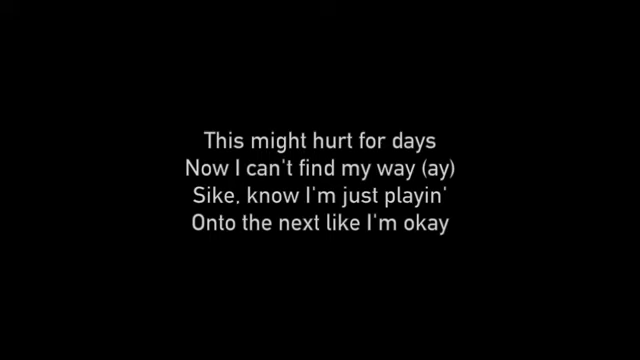 This might hurt for days
Now I can't find my way (ay)
Sike, know I'm just playin'
Onto the next like I'm okay